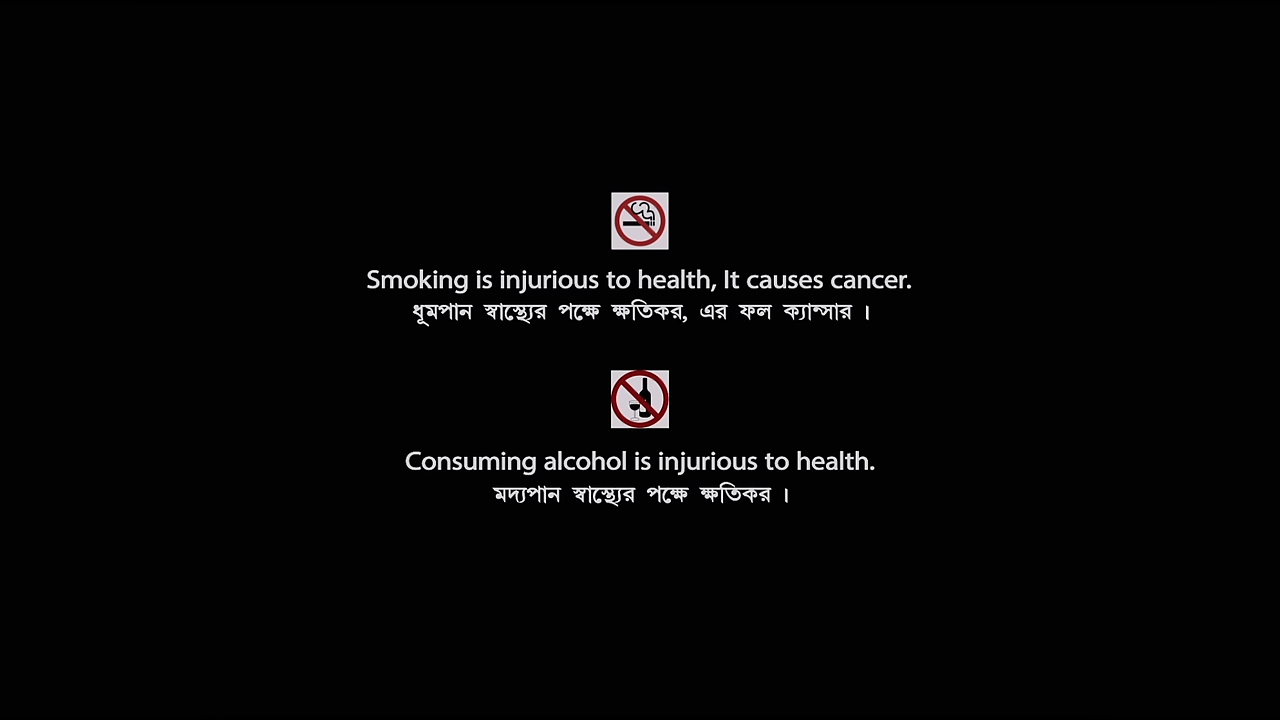 Smoking is injurious to health, It causes cancer.
ধূমপান স্বাস্থ্যের পক্ষে ক্ষতিকর, এর ফল ক্যান্সার ।
Consuming alcohol is injurious to health.
মদ্যপান স্বাস্থ্যের পক্ষে ক্ষতিকর ।